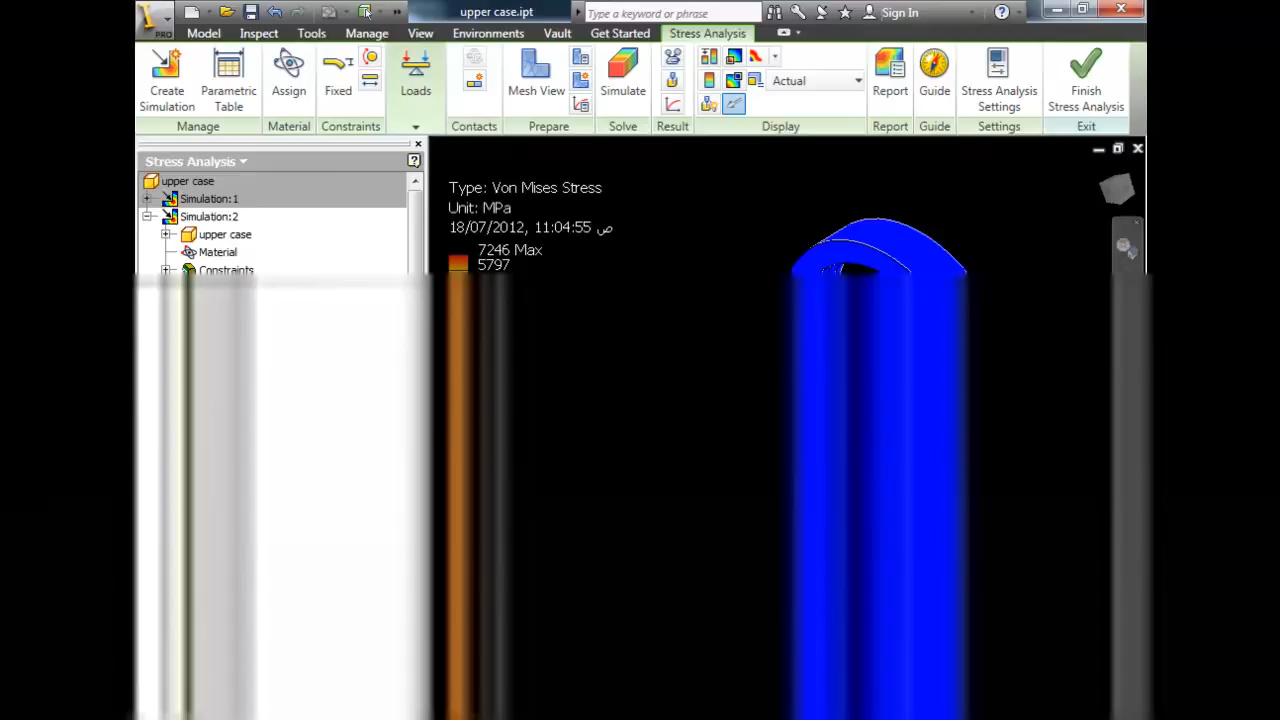 PRO
upper case.ipt
Type a keyword or phrase
Sign In
Model Inspect Tools Manage View Environments Vault Get Started Stress Analysis
Create Simulation
Parametric Table
Assign
Fixed
Loads
Mesh View
Simulate
Actual
Report
Guide
Stress Analysis Settings
Finish Stress Analysis
Manage Material Constraints Contacts Prepare Solve Result Display Report Guide Settings Exit
Stress Analysis
upper case
Simulation:1
Simulation:2
upper case
Material
Constraints
Type: Von Mises Stress
Unit: MPa
18/07/2012, 11:04:55 ص
7246 Max
5797